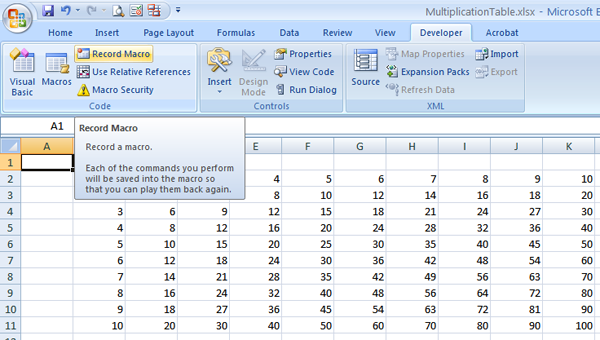 MultiplicationTable.xlsx - Microsoft E
Home Insert Page Layout Formulas Data Review View Developer Acrobat
Visual Basic
Macros
Record Macro
Use Relative References
Macro Security
Code
Insert
Design Mode
Properties
View Code
Run Dialog
Controls
Source
Map Properties
Expansion Packs
Refresh Data
Import
Export
XML
A1
Record Macro
Record a macro.
Each of the commands you perform
will be saved into the macro so
that you can play them back again.
A E F G H I J K
1
2 4 5 6 7 8 9 10
3 8 10 12 14 16 18 20
4 3 6 9 12 15 18 21 24 27 30
5 4 8 12 16 20 24 28 32 36 40
6 5 10 15 20 25 30 35 40 45 50
7 6 12 18 24 30 36 42 48 54 60
8 7 14 21 28 35 42 49 56 63 70
9 8 16 24 32 40 48 56 64 72 80
10 9 18 27 36 45 54 63 72 81 90
11 10 20 30 40 50 60 70 80 90 100